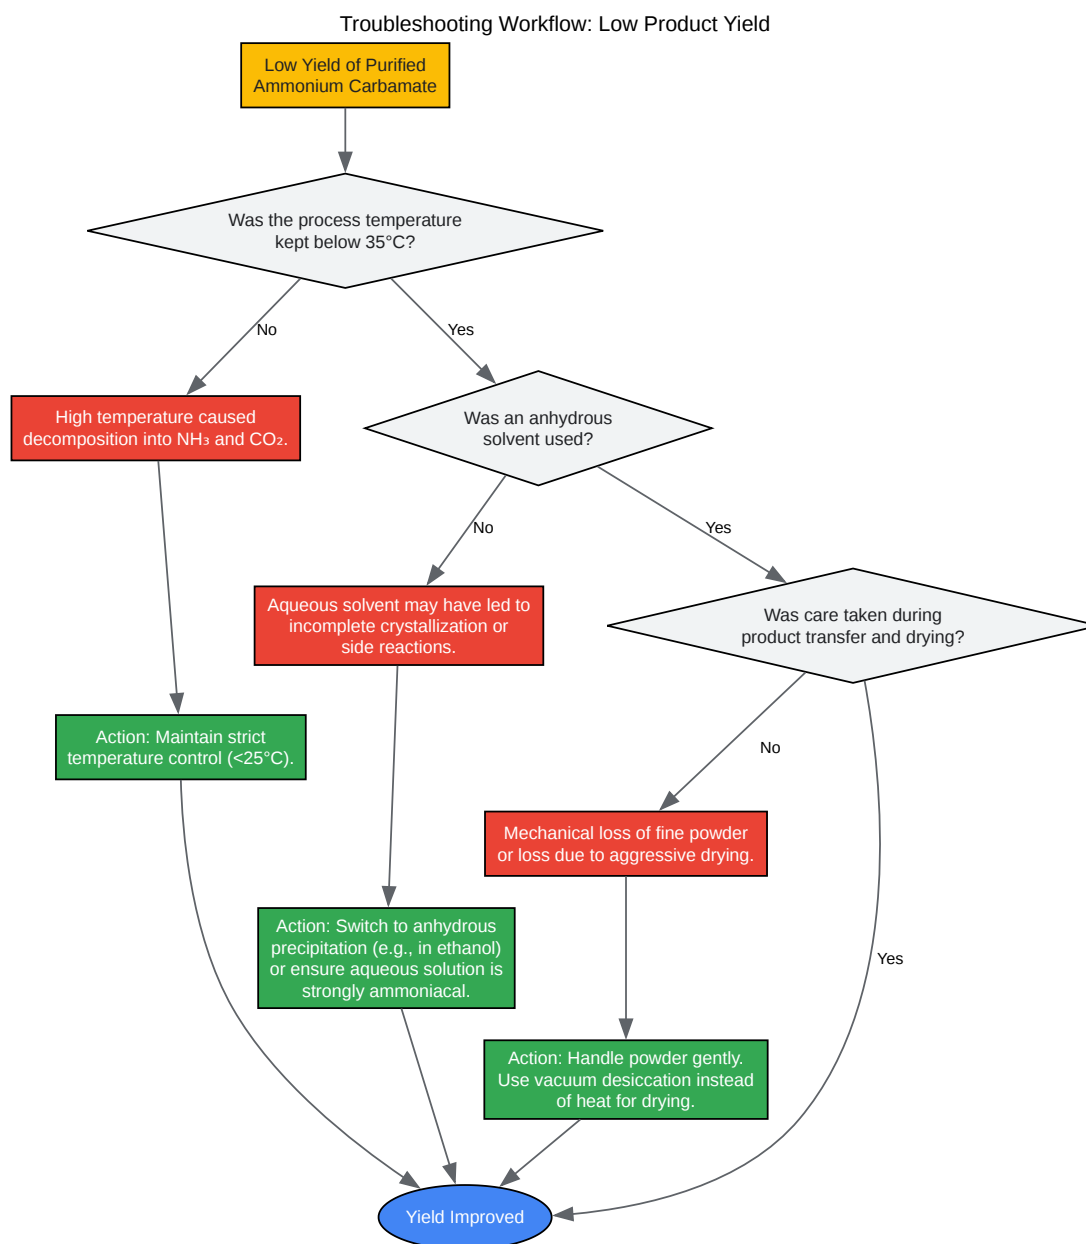 Troubleshooting Workflow: Low Product Yield
Low Yield of Purified
Ammonium Carbamate
Was the process temperature
kept below 35°C?
No
Yes
High temperature caused
decomposition into NH₃ and CO₂.
Was an anhydrous
solvent used?
No
Yes
Aqueous solvent may have led to
incomplete crystallization or
side reactions.
Was care taken during
product transfer and drying?
Action: Maintain strict
temperature control (<25°C).
No
Mechanical loss of fine powder
or loss due to aggressive drying.
Action: Switch to anhydrous
precipitation (e.g., in ethanol)
or ensure aqueous solution is
strongly ammoniacal.
Yes
Action: Handle powder gently.
Use vacuum desiccation instead
of heat for drying.
Yield Improved